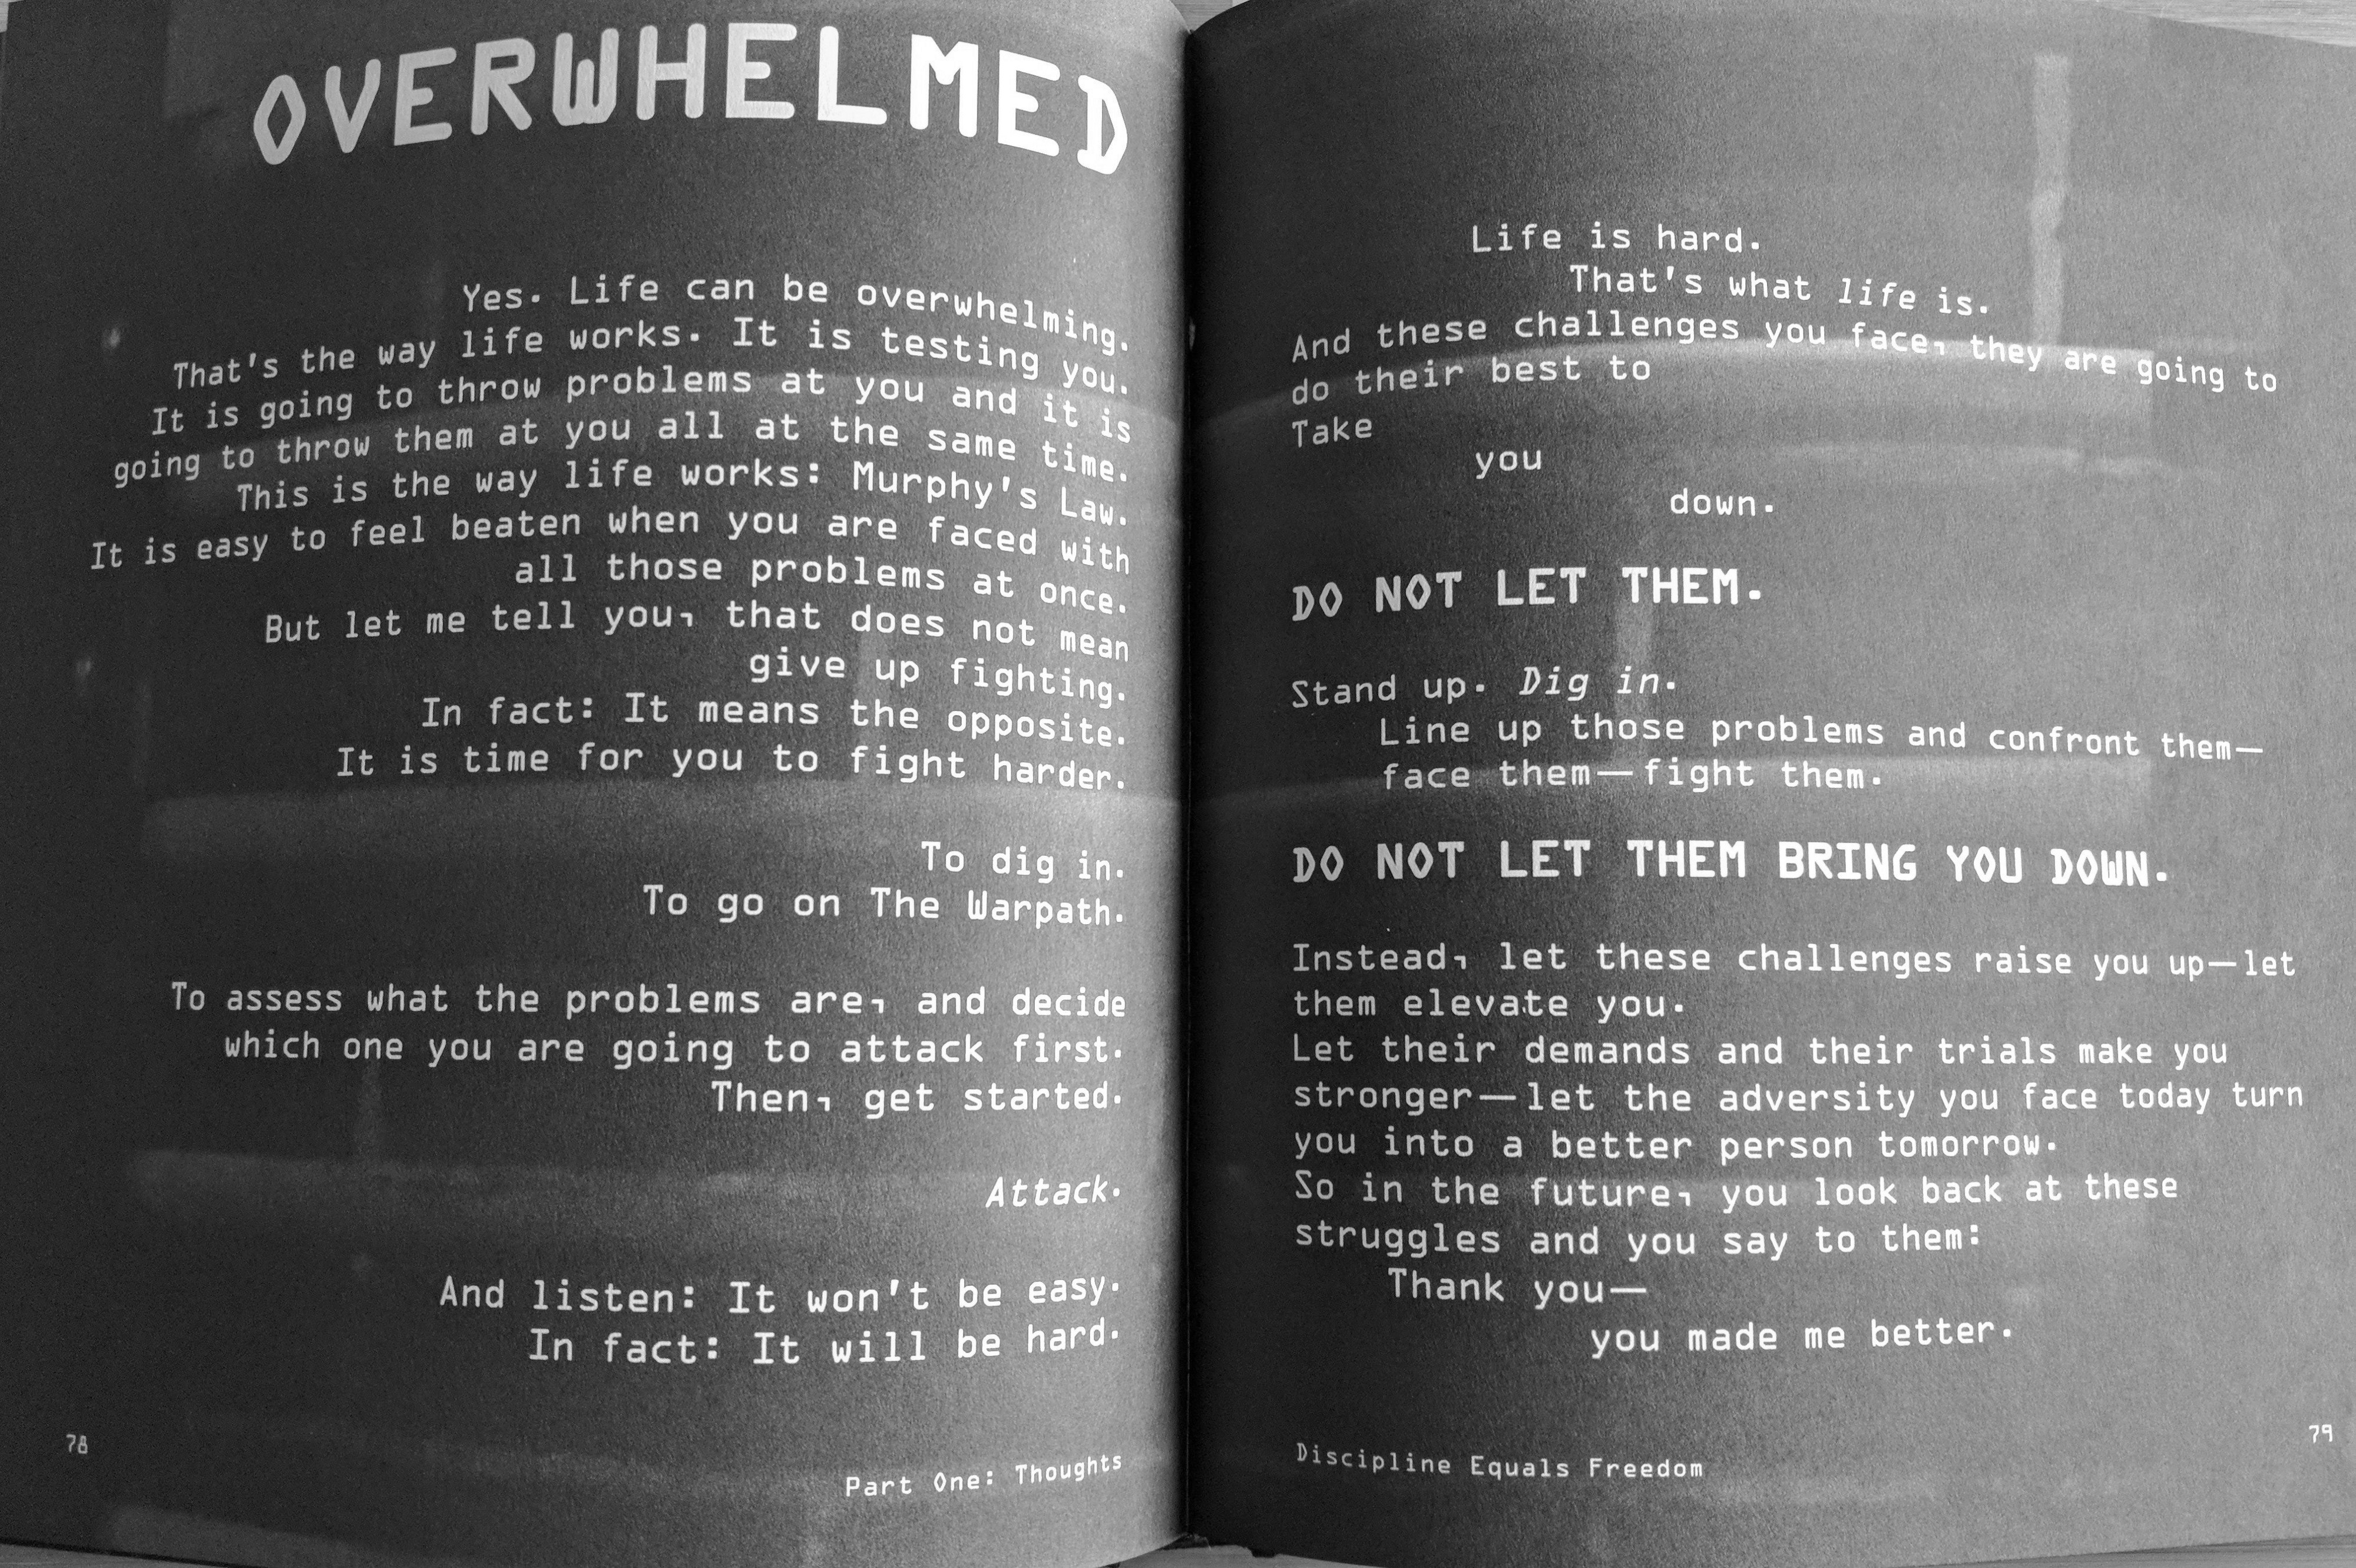 OVERWHELMED
Yes. Life can be overwhelming.
That's the way life works. It is testing you.
It is going to throw problems at you and it is
going to throw them at you all at the same time.
This is the way life works: Murphy's Law.
It is easy to feel beaten when you are faced with
all those problems at once.
But let me tell you, that does not mean
give up fighting.
In fact: It means the opposite.
It is time for you to fight harder.
To dig in.
To go on The Warpath.
To assess what the problems are, and decide
which one you are going to attack first.
Then, get started.
Attack.
And listen: It won't be easy.
In fact: It will be hard.
78
Part One: Thoughts
Life is hard.
That's what life is.
And these challenges you face, they are going to
do their best to
Take
you
down.
DO NOT LET THEM.
Stand up. Dig in.
Line up those problems and confront them—
face them—fight them.
DO NOT LET THEM BRING YOU DOWN.
Instead, let these challenges raise you up—let
them elevate you.
Let their demands and their trials make you
stronger—let the adversity you face today turn
you into a better person tomorrow.
So in the future, you look back at these
struggles and you say to them:
Thank you—
you made me better.
Discipline Equals Freedom
79